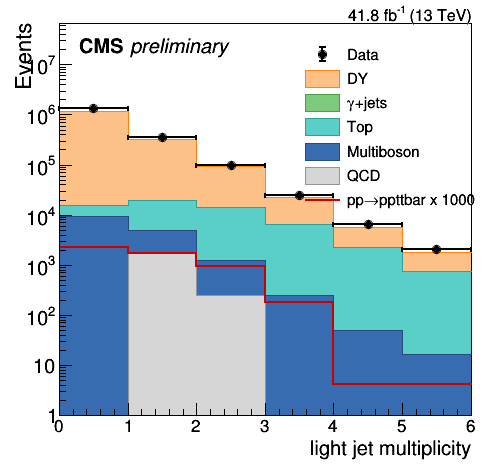 41.8 fb⁻¹ (13 TeV)
CMS preliminary
Events
Data
DY
γ+jets
Top
Multiboson
QCD
pp→ppttbar x 1000
10⁷
10⁶
10⁵
10⁴
10³
10²
10
1
0 1 2 3 4 5 6
light jet multiplicity